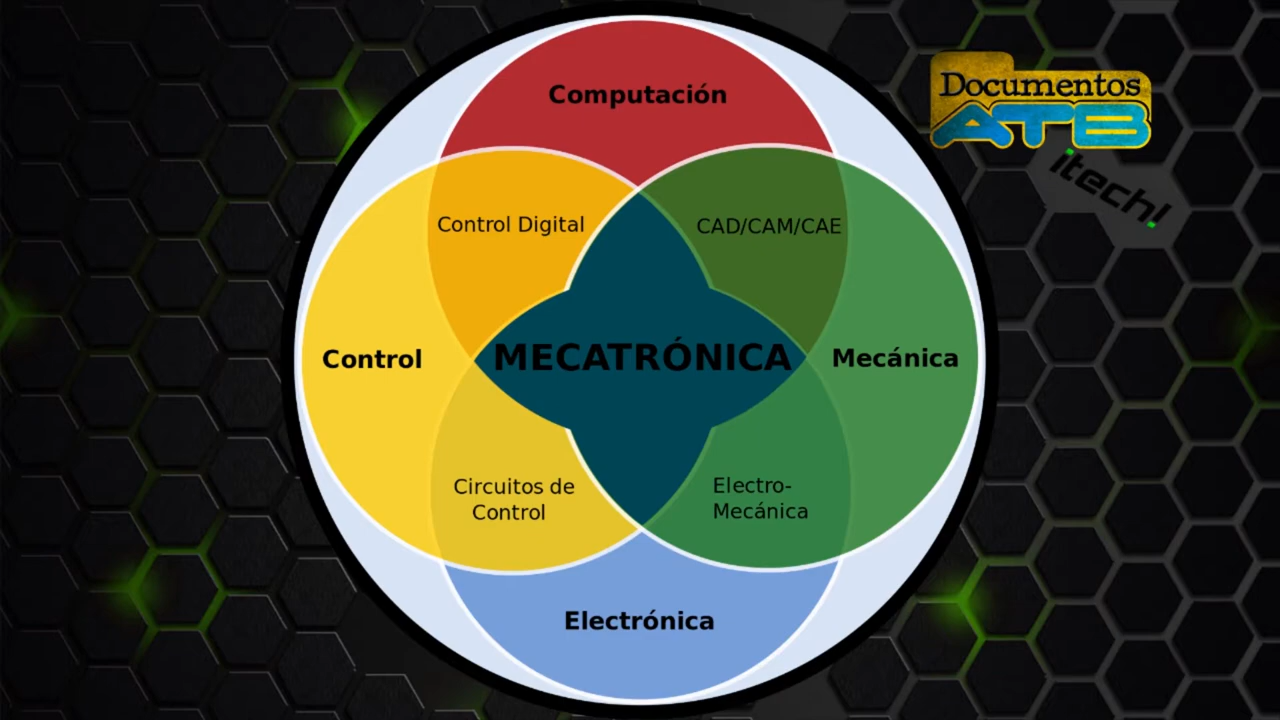 Computación
Documentos
ATB
itech!
Control Digital
CAD/CAM/CAE
Control
MECATRÓNICA
Mecánica
Circuitos de
Control
Electro-
Mecánica
Electrónica